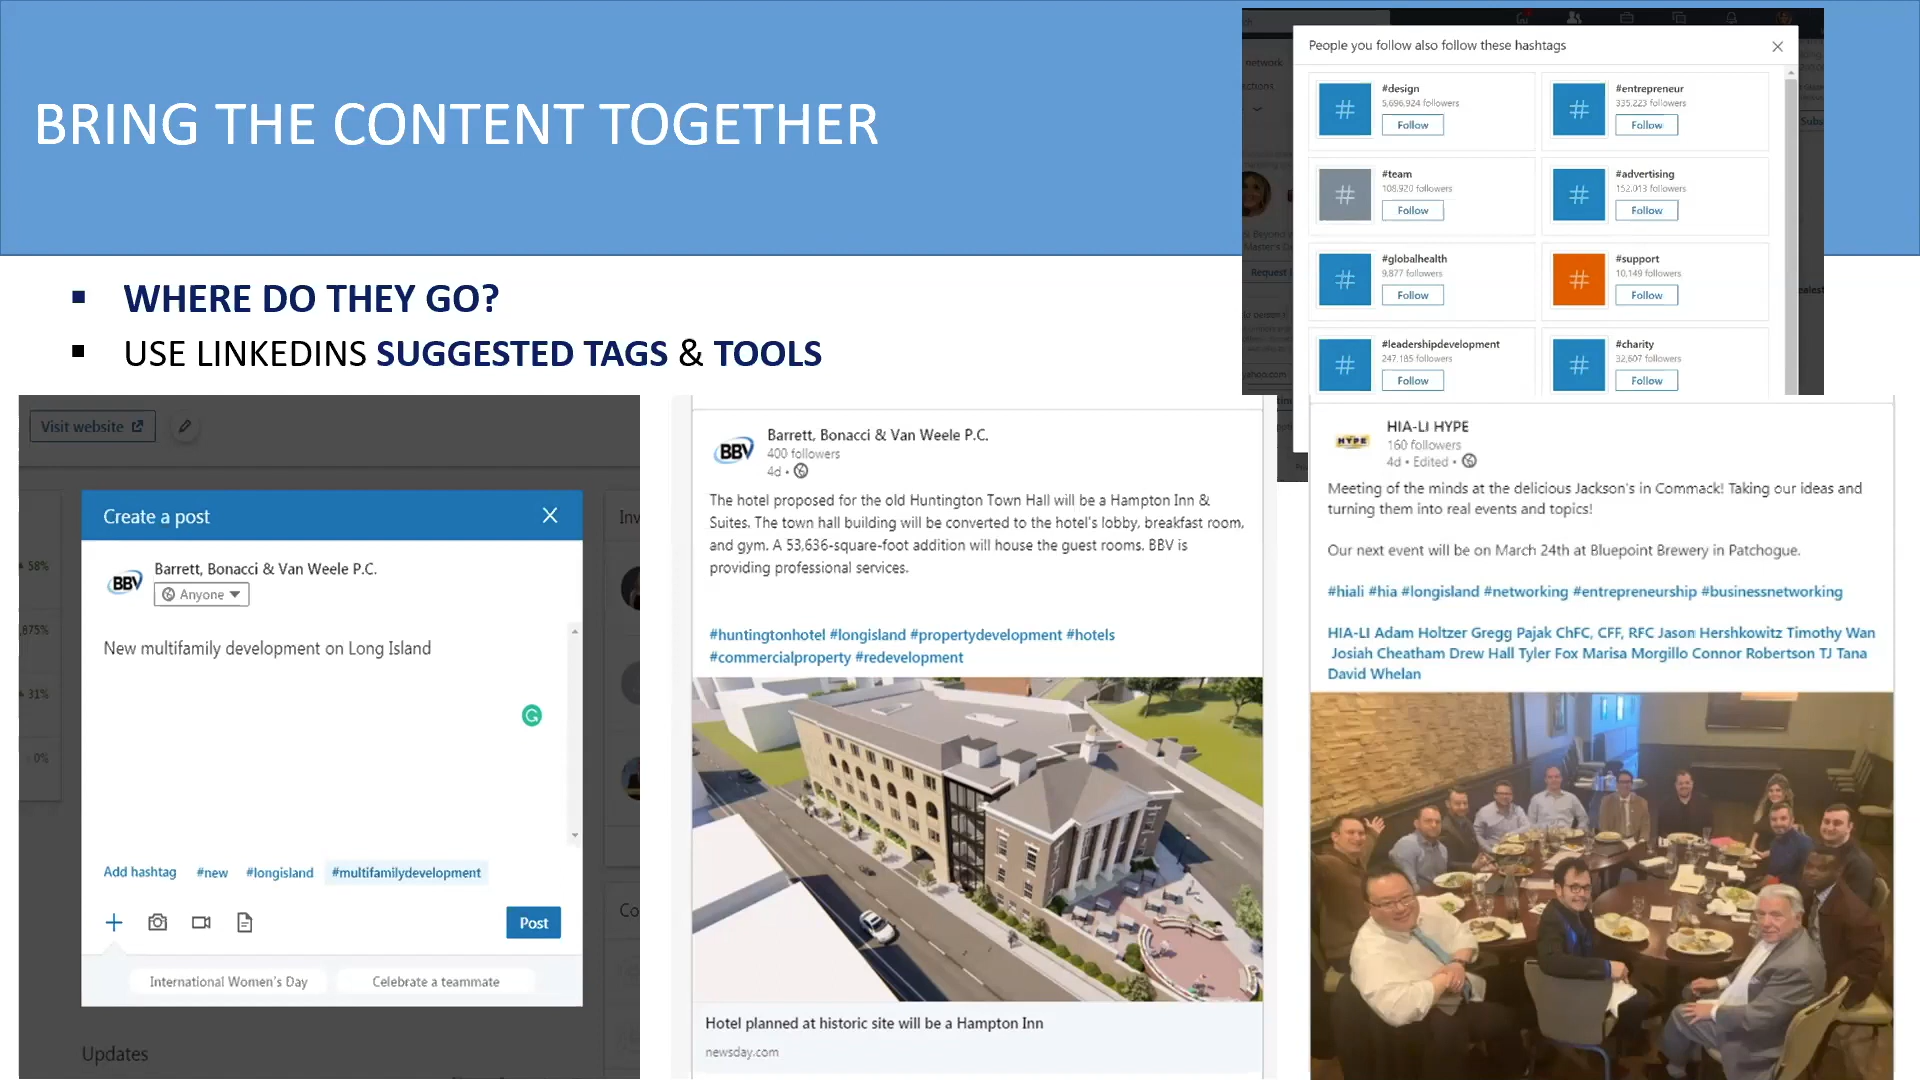 BRING THE CONTENT TOGETHER
WHERE DO THEY GO?
USE LINKEDINS SUGGESTED TAGS & TOOLS
People you follow also follow these hashtags
#design
5,696,924 followers
Follow
#entrepreneur
335,223 followers
Follow
#team
108,920 followers
Follow
#advertising
152,013 followers
Follow
#globalhealth
9,877 followers
Follow
#support
10,149 followers
Follow
#leadershipdevelopment
247,185 followers
Follow
#charity
32,607 followers
Follow
network
Request
Visit website
58%
875%
31%
0%
Inv
Co
Create a post
BBV
Barrett, Bonacci & Van Weele P.C.
Anyone
New multifamily development on Long Island
Add hashtag #new #longisland #multifamilydevelopment
Post
International Women's Day
Celebrate a teammate
Updates
BBV
Barrett, Bonacci & Van Weele P.C.
400 followers
4d •
The hotel proposed for the old Huntington Town Hall will be a Hampton Inn &
Suites. The town hall building will be converted to the hotel's lobby, breakfast room,
and gym. A 53,636-square-foot addition will house the guest rooms. BBV is
providing professional services.
#huntingtonhotel #longisland #propertydevelopment #hotels
#commercialproperty #redevelopment
Hotel planned at historic site will be a Hampton Inn
newsday.com
HYPE
HIA-LI HYPE
160 followers
4d • Edited •
Meeting of the minds at the delicious Jackson's in Commack! Taking our ideas and
turning them into real events and topics!
Our next event will be on March 24th at Bluepoint Brewery in Patchogue.
#hiali #hia #longisland #networking #entrepreneurship #businessnetworking
HIA-LI Adam Holtzer Gregg Pajak ChFC, CFF, RFC Jason Hershkowitz Timothy Wan
Josiah Cheatham Drew Hall Tyler Fox Marisa Morgillo Connor Robertson TJ Tana
David Whelan